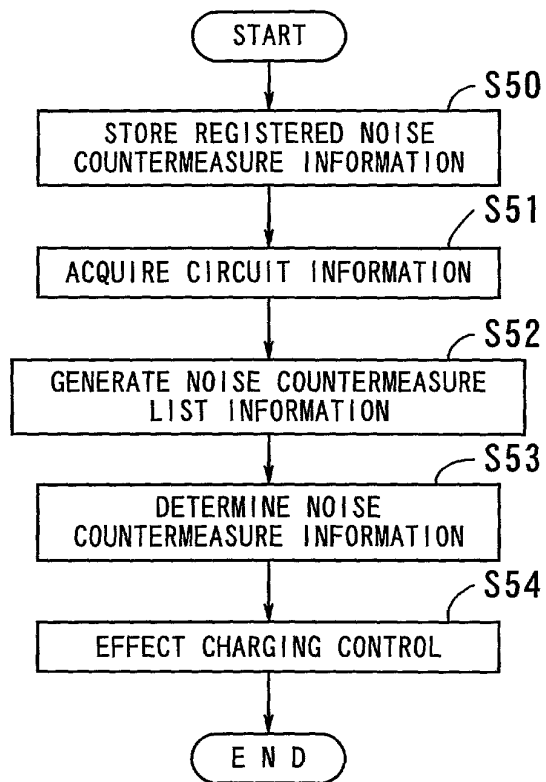 START
S50
STORE REGISTERED NOISE
COUNTERMEASURE INFORMATION
S51
ACQUIRE CIRCUIT INFORMATION
S52
GENERATE NOISE COUNTERMEASURE
LIST INFORMATION
S53
DETERMINE NOISE
COUNTERMEASURE INFORMATION
S54
EFFECT CHARGING CONTROL
END